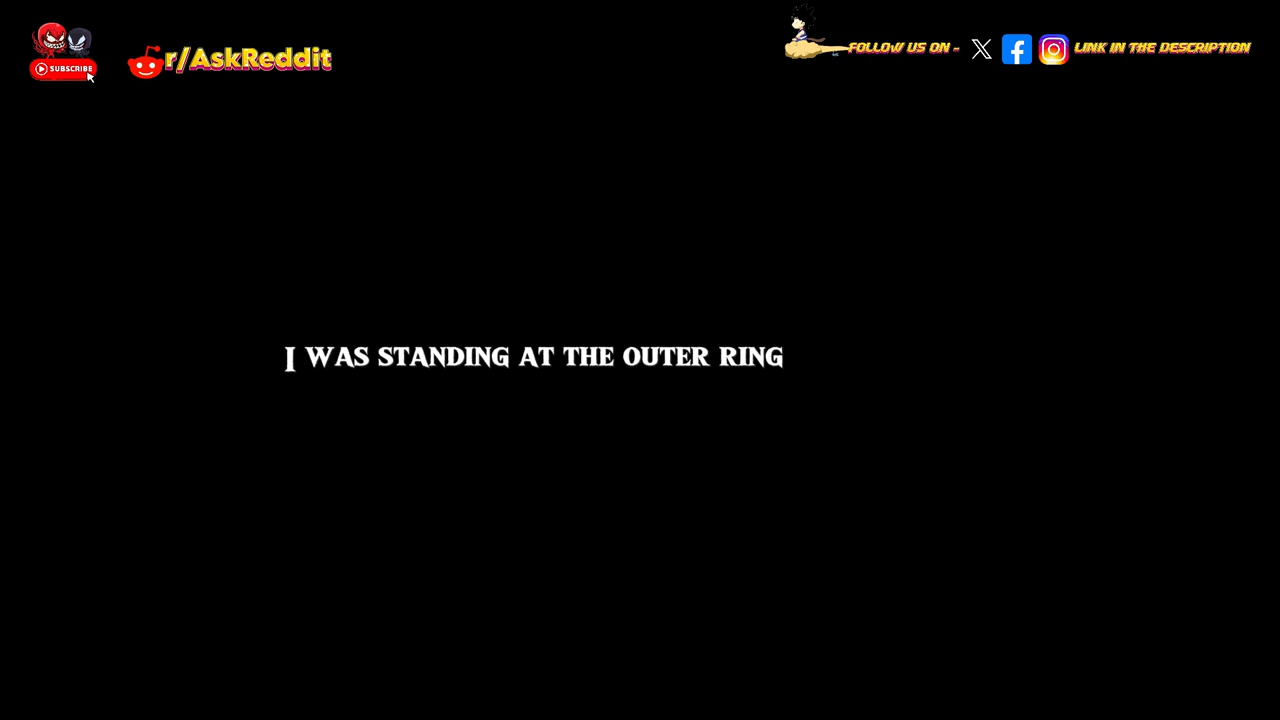 SUBSCRIBE
r/AskReddit
FOLLOW US ON -
LINK IN THE DESCRIPTION
I WAS STANDING AT THE OUTER RING